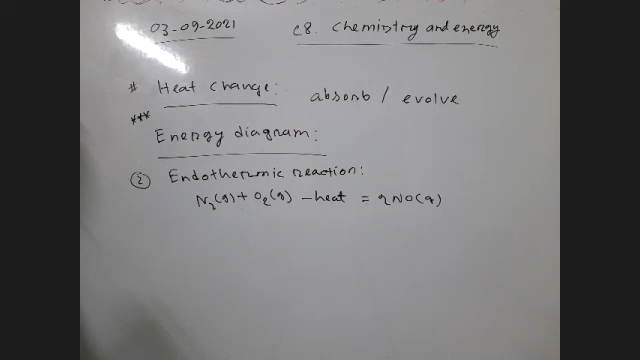 03-09-2021 C8. Chemistry and energy
# Heat change: absorb / evolve
*** Energy diagram:
② Endothermic reaction:
N₂(g) + O₂(g) – heat = 2NO(g)